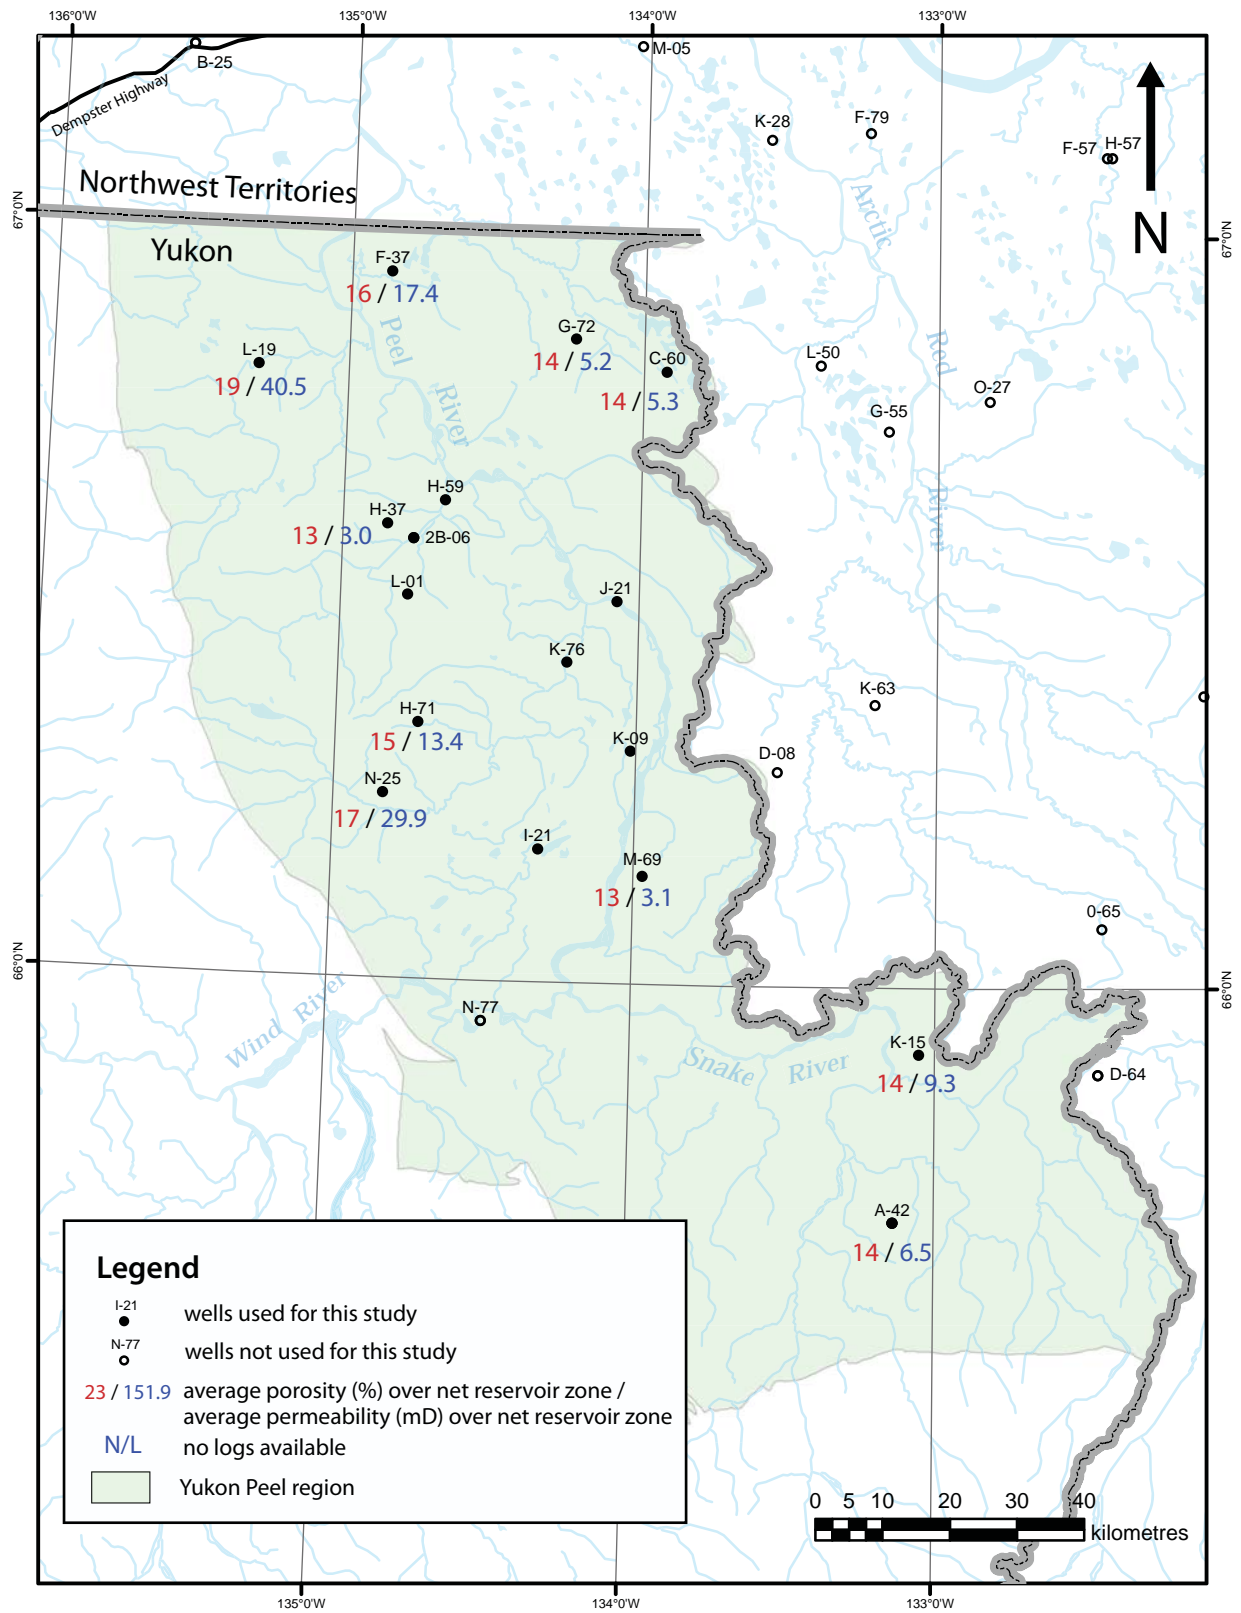 136°0'W
135°0'W
134°0'W
133°0'W
B-25
M-05
Dempster Highway
K-28
F-79
F-57
H-57
Northwest Territories
67°0'N
Arctic
N
67°0'N
Yukon
F-37
16 / 17.4
Peel
G-72
14 / 5.2
L-19
19 / 40.5
C-60
14 / 5.3
L-50
Red
O-27
G-55
River
H-59
H-37
13 / 3.0
2B-06
River
L-01
J-21
K-76
K-63
H-71
15 / 13.4
K-09
D-08
N-25
17 / 29.9
I-21
M-69
13 / 3.1
0-65
66°0'N
66°0'N
Wind River
N-77
Snake River
K-15
14 / 9.3
D-64
A-42
14 / 6.5
Legend
I-21
wells used for this study
N-77
wells not used for this study
23 / 151.9 average porosity (%) over net reservoir zone /
average permeability (mD) over net reservoir zone
N/L no logs available
Yukon Peel region
0 5 10 20 30 40
kilometres
135°0'W
134°0'W
133°0'W